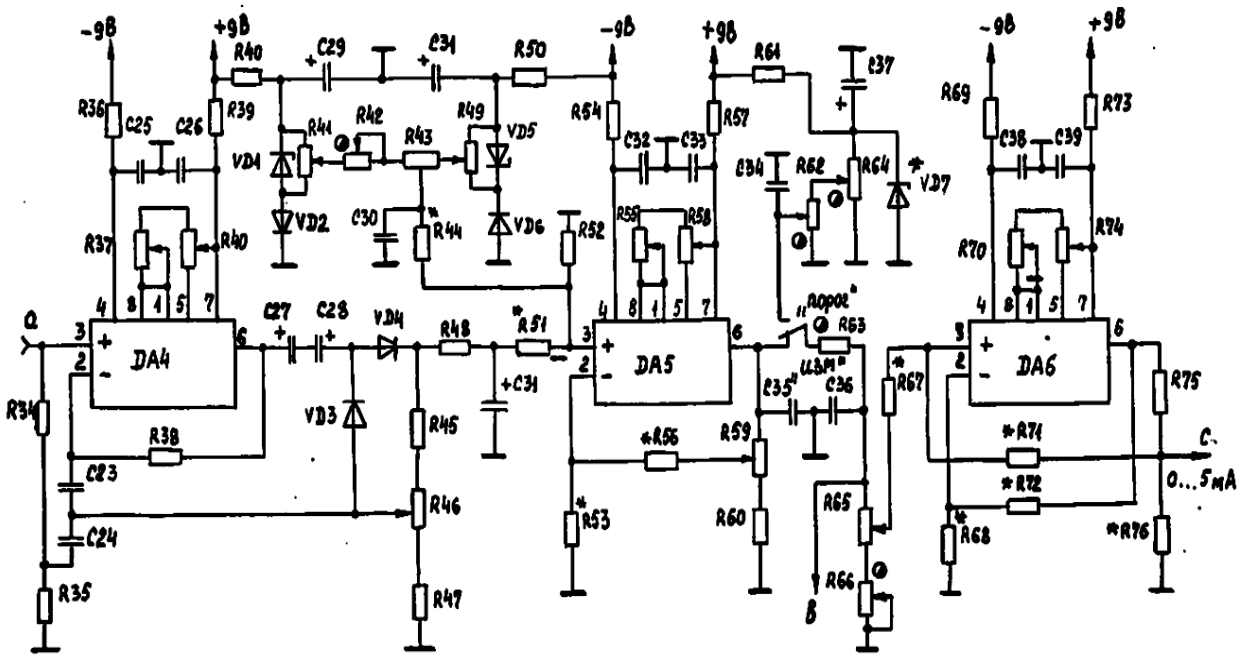 -9В
+9В
R40
C29
C31
R50
-9В
+9В
R61
C37
-9В
+9В
R36
C25
C26
R39
R41
R42
R43
R49
VD5
R54
C32
C33
R57
C34
R62
R64
* VD7
R69
C38
C39
R73
VD1
VD2
C30
*
R44
VD6
R52
R37
R40
R55
R58
R70
R74
4 8 1 5 7
4 8 1 5 7
4 8 1 5 7
"порог"
R63
"изм"
а
3 + DA4 6
2 -
C27
C28
VD4
R48
* R51
3 + DA5 6
2 -
3 + DA6 6
2 -
+ C31
C35
C36
* R67
R75
R34
VD3
R45
R38
C23
* R56
R59
* R71
C
0...5мА
* R72
C24
R46
* R53
R60
R65
* R68
* R76
R35
R47
В
R66